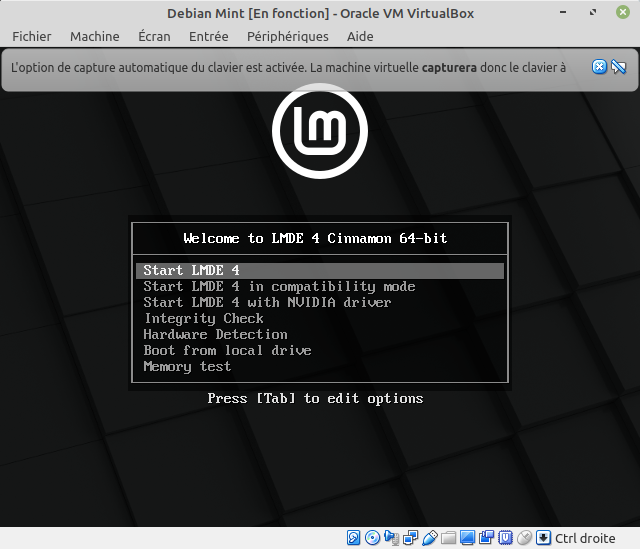 Debian Mint [En fonction] - Oracle VM VirtualBox
Fichier Machine Écran Entrée Périphériques Aide
L'option de capture automatique du clavier est activée. La machine virtuelle capturera donc le clavier à
lm
Welcome to LMDE 4 Cinnamon 64-bit
Start LMDE 4
Start LMDE 4 in compatibility mode
Start LMDE 4 with NVIDIA driver
Integrity Check
Hardware Detection
Boot from local drive
Memory test
Press [Tab] to edit options
Ctrl droite